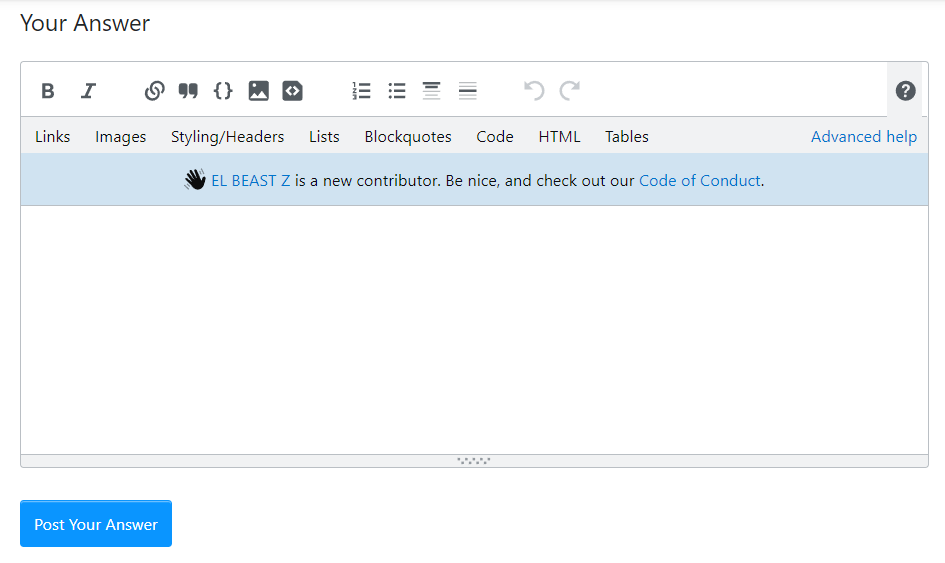 Your Answer
B I
Links Images Styling/Headers Lists Blockquotes Code HTML Tables Advanced help
EL BEAST Z is a new contributor. Be nice, and check out our Code of Conduct.
Post Your Answer